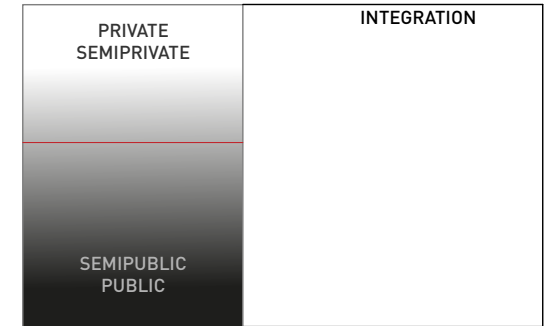 PRIVATE
SEMIPRIVATE
INTEGRATION
SEMIPUBLIC
PUBLIC